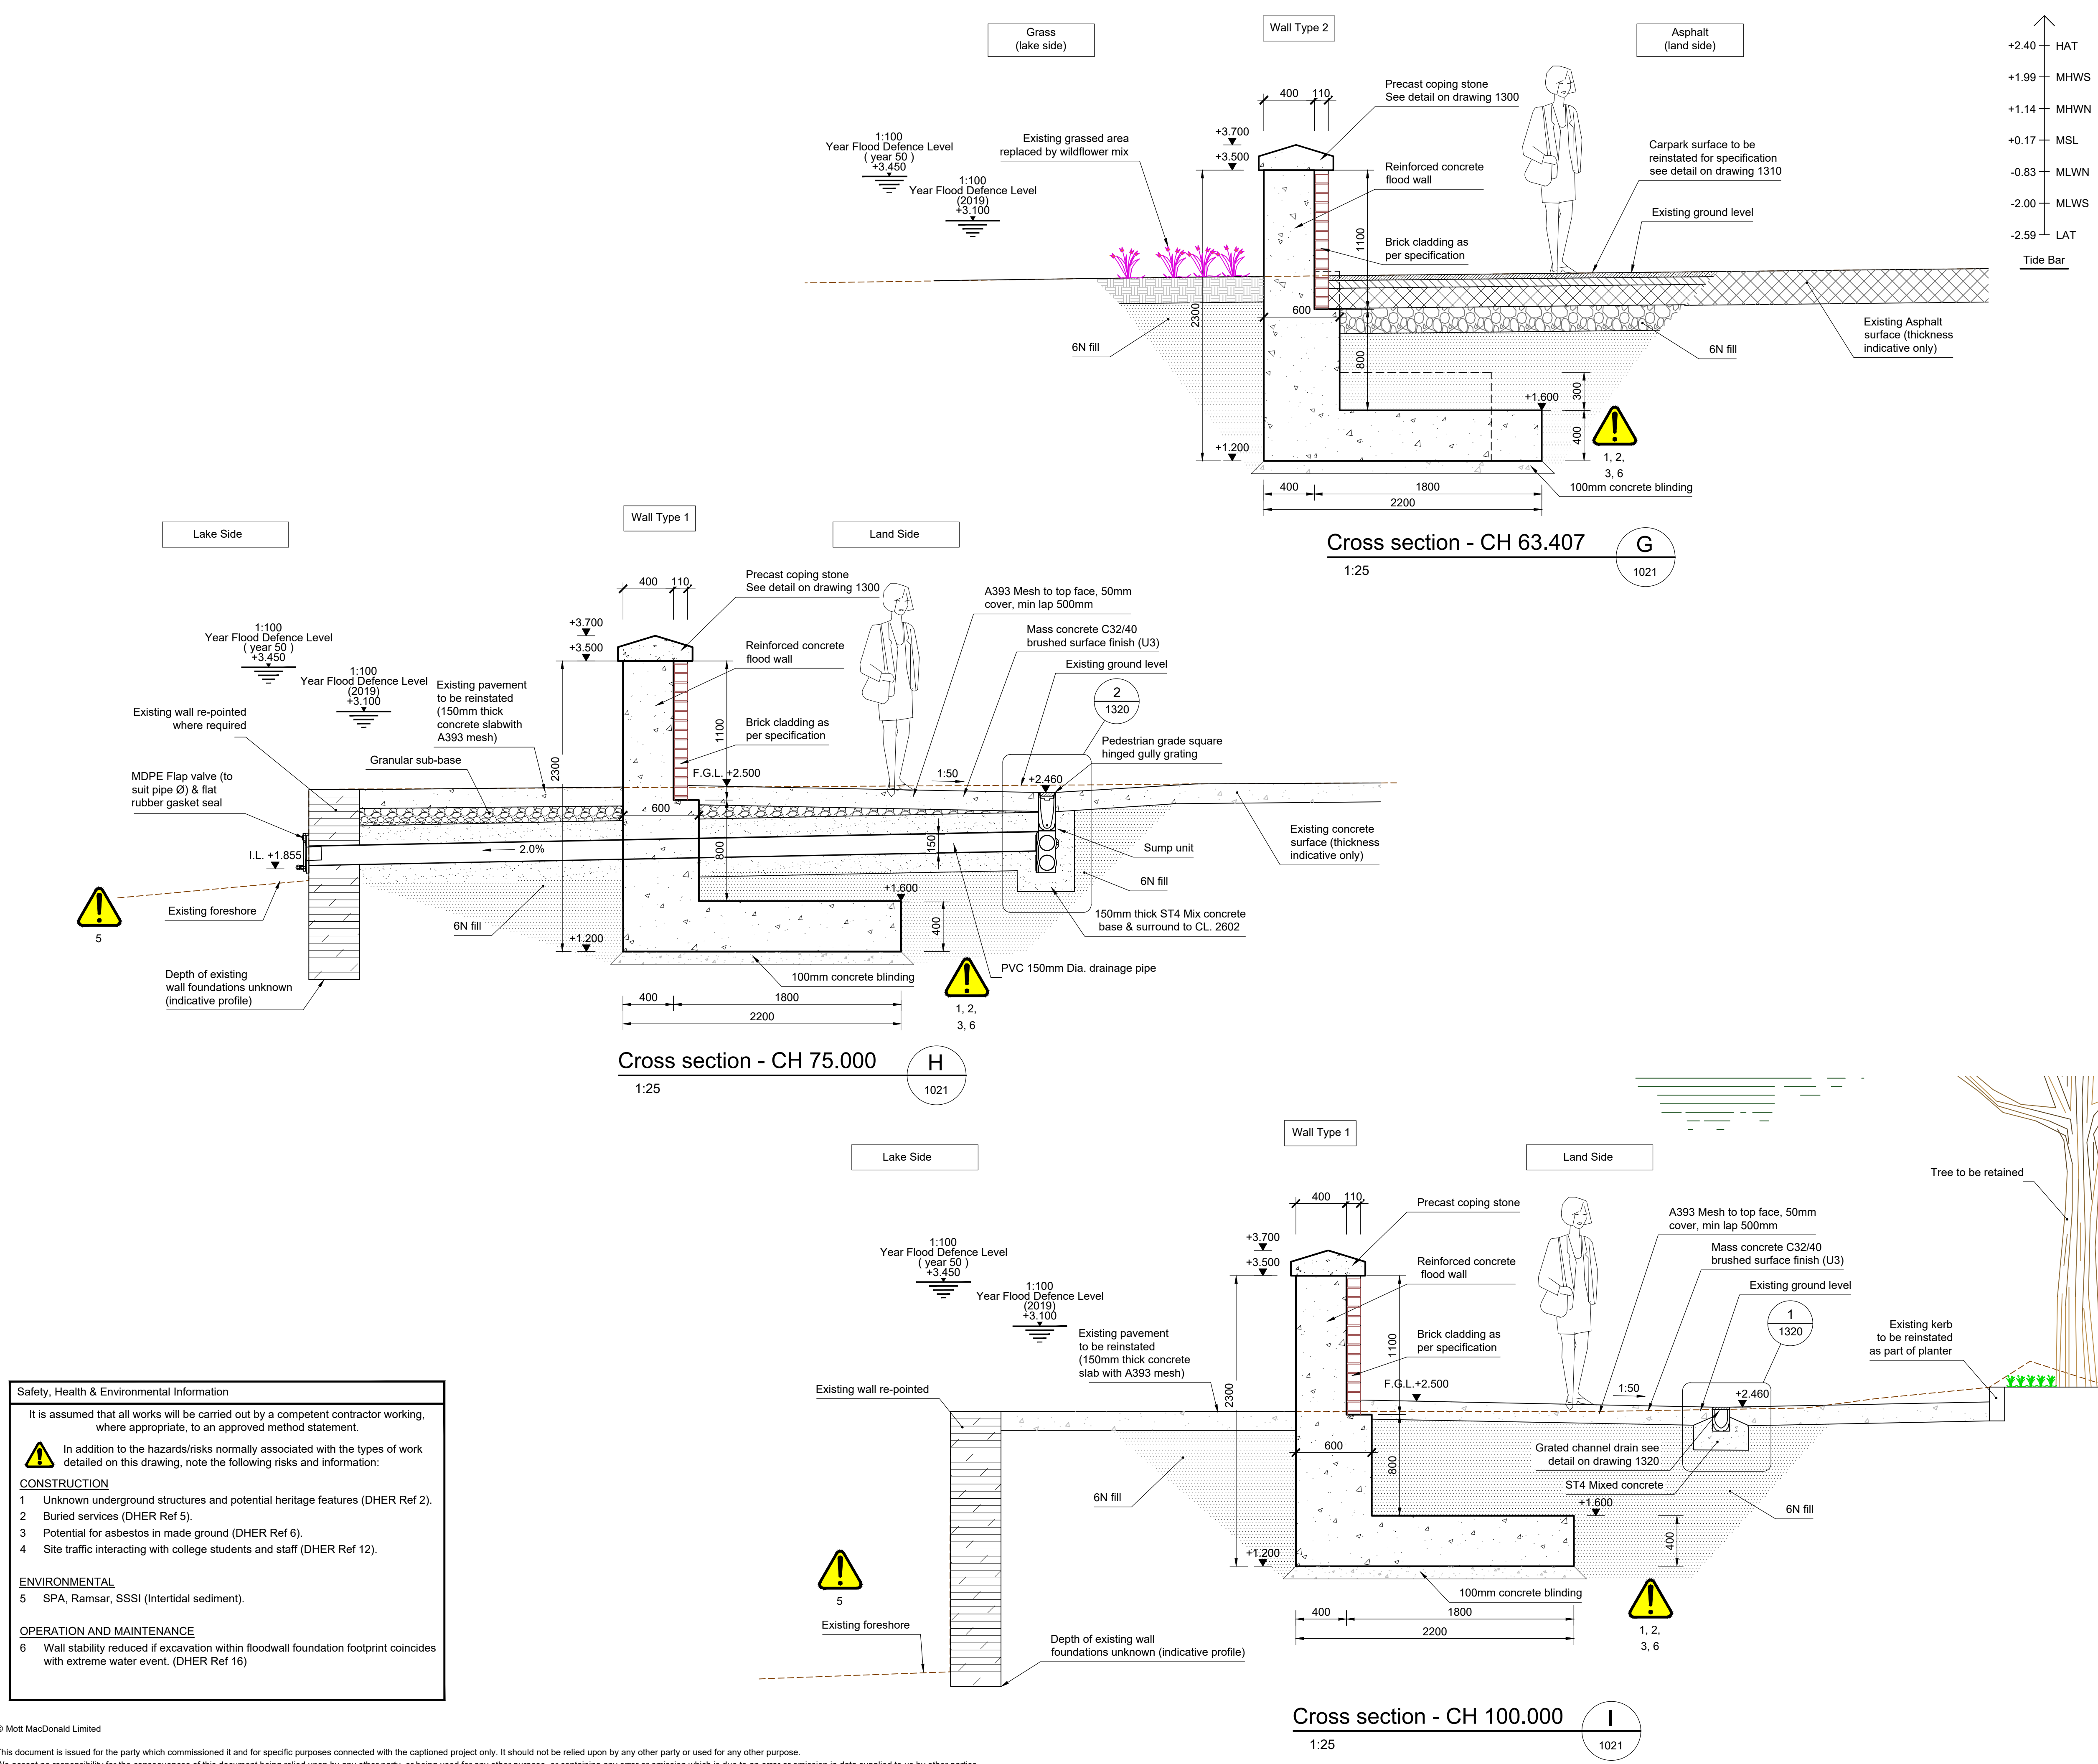 Grass
(lake side)
Wall Type 2
Asphalt
(land side)
+2.40 HAT
+1.99 MHWS
+1.14 MHWN
+0.17 MSL
-0.83 MLWN
-2.00 MLWS
-2.59 LAT
Tide Bar
1:100
Year Flood Defence Level
( year 50 )
+3.450
1:100
Year Flood Defence Level
(2019)
+3.100
Existing grassed area
replaced by wildflower mix
400 110
+3.700
+3.500
Precast coping stone
See detail on drawing 1300
Reinforced concrete
flood wall
Brick cladding as
per specification
Carpark surface to be
reinstated for specification
see detail on drawing 1310
Existing ground level
1100
2300
600
800
300
400
6N fill
6N fill
Existing Asphalt
surface (thickness
indicative only)
+1.600
+1.200
1, 2,
3, 6
100mm concrete blinding
400 1800
2200
Cross section - CH 63.407
G
1021
1:25
Lake Side
Wall Type 1
Land Side
1:100
Year Flood Defence Level
( year 50 )
+3.450
1:100
Year Flood Defence Level
(2019)
+3.100
Existing wall re-pointed
where required
MDPE Flap valve (to
suit pipe Ø) & flat
rubber gasket seal
Existing pavement
to be reinstated
(150mm thick
concrete slabwith
A393 mesh)
Granular sub-base
400 110
+3.700
+3.500
Precast coping stone
See detail on drawing 1300
Reinforced concrete
flood wall
Brick cladding as
per specification
A393 Mesh to top face, 50mm
cover, min lap 500mm
Mass concrete C32/40
brushed surface finish (U3)
Existing ground level
2
1320
Pedestrian grade square
hinged gully grating
1100
2300
F.G.L. +2.500
1:50
+2.460
600
800
150
2.0%
I.L. +1.855
Existing foreshore
5
6N fill
+1.600
+1.200
400
Existing concrete
surface (thickness
indicative only)
Sump unit
6N fill
150mm thick ST4 Mix concrete
base & surround to CL. 2602
PVC 150mm Dia. drainage pipe
Depth of existing
wall foundations unknown
(indicative profile)
100mm concrete blinding
1, 2,
3, 6
400 1800
2200
Cross section - CH 75.000
H
1021
1:25
Lake Side
Wall Type 1
Land Side
1:100
Year Flood Defence Level
( year 50 )
+3.450
1:100
Year Flood Defence Level
(2019)
+3.100
Existing pavement
to be reinstated
(150mm thick concrete
slab with A393 mesh)
Existing wall re-pointed
400 110
+3.700
+3.500
Precast coping stone
Reinforced concrete
flood wall
Brick cladding as
per specification
A393 Mesh to top face, 50mm
cover, min lap 500mm
Mass concrete C32/40
brushed surface finish (U3)
Existing ground level
1
1320
Tree to be retained
Existing kerb
to be reinstated
as part of planter
1100
2300
F.G.L.+2.500
1:50
+2.460
600
800
Grated channel drain see
detail on drawing 1320
ST4 Mixed concrete
6N fill
6N fill
+1.600
+1.200
400
5
Existing foreshore
Depth of existing wall
foundations unknown (indicative profile)
100mm concrete blinding
1, 2,
3, 6
400 1800
2200
Cross section - CH 100.000
I
1021
1:25
Safety, Health & Environmental Information
It is assumed that all works will be carried out by a competent contractor working,
where appropriate, to an approved method statement.
In addition to the hazards/risks normally associated with the types of work
detailed on this drawing, note the following risks and information:
CONSTRUCTION
1 Unknown underground structures and potential heritage features (DHER Ref 2).
2 Buried services (DHER Ref 5).
3 Potential for asbestos in made ground (DHER Ref 6).
4 Site traffic interacting with college students and staff (DHER Ref 12).
ENVIRONMENTAL
5 SPA, Ramsar, SSSI (Intertidal sediment).
OPERATION AND MAINTENANCE
6 Wall stability reduced if excavation within floodwall foundation footprint coincides
with extreme water event. (DHER Ref 16)
© Mott MacDonald Limited
This document is issued for the party which commissioned it and for specific purposes connected with the captioned project only. It should not be relied upon by any other party or used for any other purpose.